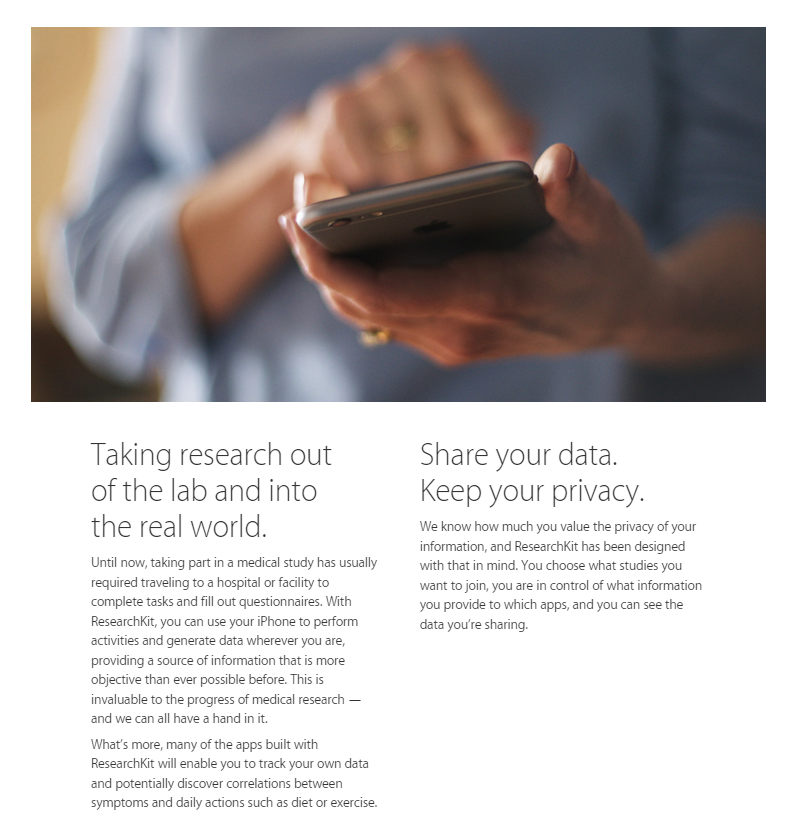 Taking research out
of the lab and into
the real world.
Until now, taking part in a medical study has usually
required traveling to a hospital or facility to
complete tasks and fill out questionnaires. With
ResearchKit, you can use your iPhone to perform
activities and generate data wherever you are,
providing a source of information that is more
objective than ever possible before. This is
invaluable to the progress of medical research —
and we can all have a hand in it.
What's more, many of the apps built with
ResearchKit will enable you to track your own data
and potentially discover correlations between
symptoms and daily actions such as diet or exercise.
Share your data.
Keep your privacy.
We know how much you value the privacy of your
information, and ResearchKit has been designed
with that in mind. You choose what studies you
want to join, you are in control of what information
you provide to which apps, and you can see the
data you're sharing.